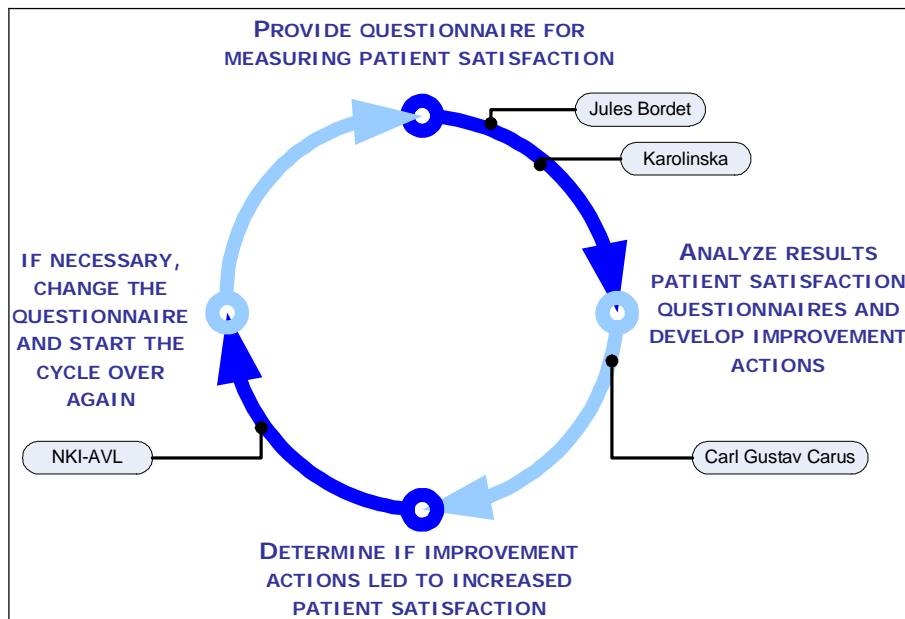 PROVIDE QUESTIONNAIRE FOR
MEASURING PATIENT SATISFACTION
Jules Bordet
Karolinska
ANALYZE RESULTS
PATIENT SATISFACTION
QUESTIONNAIRES AND
DEVELOP IMPROVEMENT
ACTIONS
IF NECESSARY,
CHANGE THE
QUESTIONNAIRE
AND START THE
CYCLE OVER
AGAIN
NKI-AVL
Carl Gustav Carus
DETERMINE IF IMPROVEMENT
ACTIONS LED TO INCREASED
PATIENT SATISFACTION